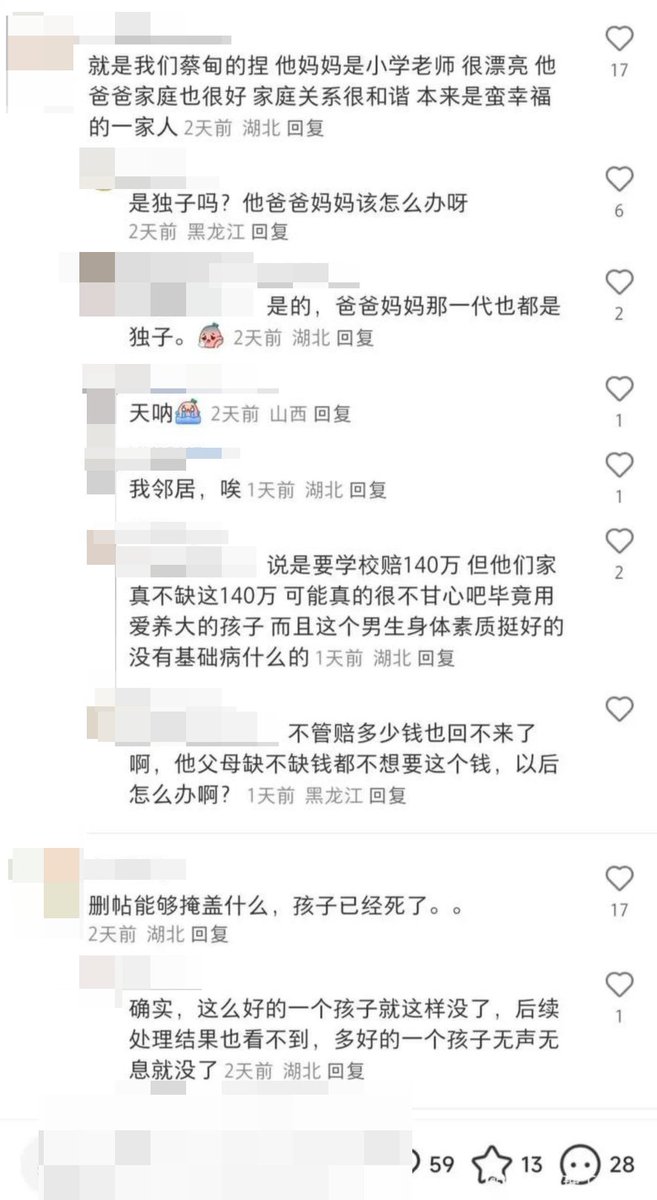 就是我们蔡甸的捏 他妈妈是小学老师 很漂亮 他
17
爸爸家庭也很好 家庭关系很和谐 本来是蛮幸福
的一家人 2天前 湖北 回复
是独子吗？他爸爸妈妈该怎么办呀
6
2天前 黑龙江 回复
是的，爸爸妈妈那一代也都是
2
独子。 2天前 湖北 回复
天呐 2天前 山西 回复
1
我邻居，唉 1天前 湖北 回复
1
说是要学校赔140万 但他们家
2
真不缺这140万 可能真的很不甘心吧毕竟用
爱养大的孩子 而且这个男生身体素质挺好的
没有基础病什么的 1天前 湖北 回复
不管赔多少钱也回不来了
啊，他父母缺不缺钱都不想要这个钱，以后
怎么办啊？ 1天前 黑龙江 回复
删帖能够掩盖什么，孩子已经死了。。
17
2天前 湖北 回复
确实，这么好的一个孩子就这样没了，后续
1
处理结果也看不到，多好的一个孩子无声无
息就没了 2天前 湖北 回复
59 13 28